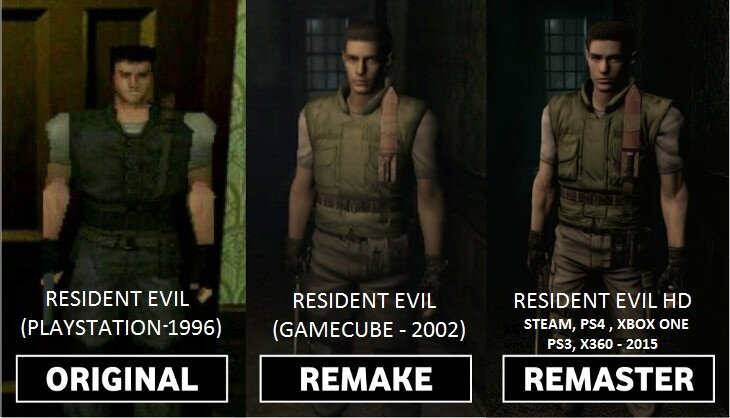 RESIDENT EVIL
(PLAYSTATION-1996)
ORIGINAL
RESIDENT EVIL
(GAMECUBE - 2002)
REMAKE
RESIDENT EVIL HD
STEAM, PS4 , XBOX ONE
PS3, X360 - 2015
REMASTER